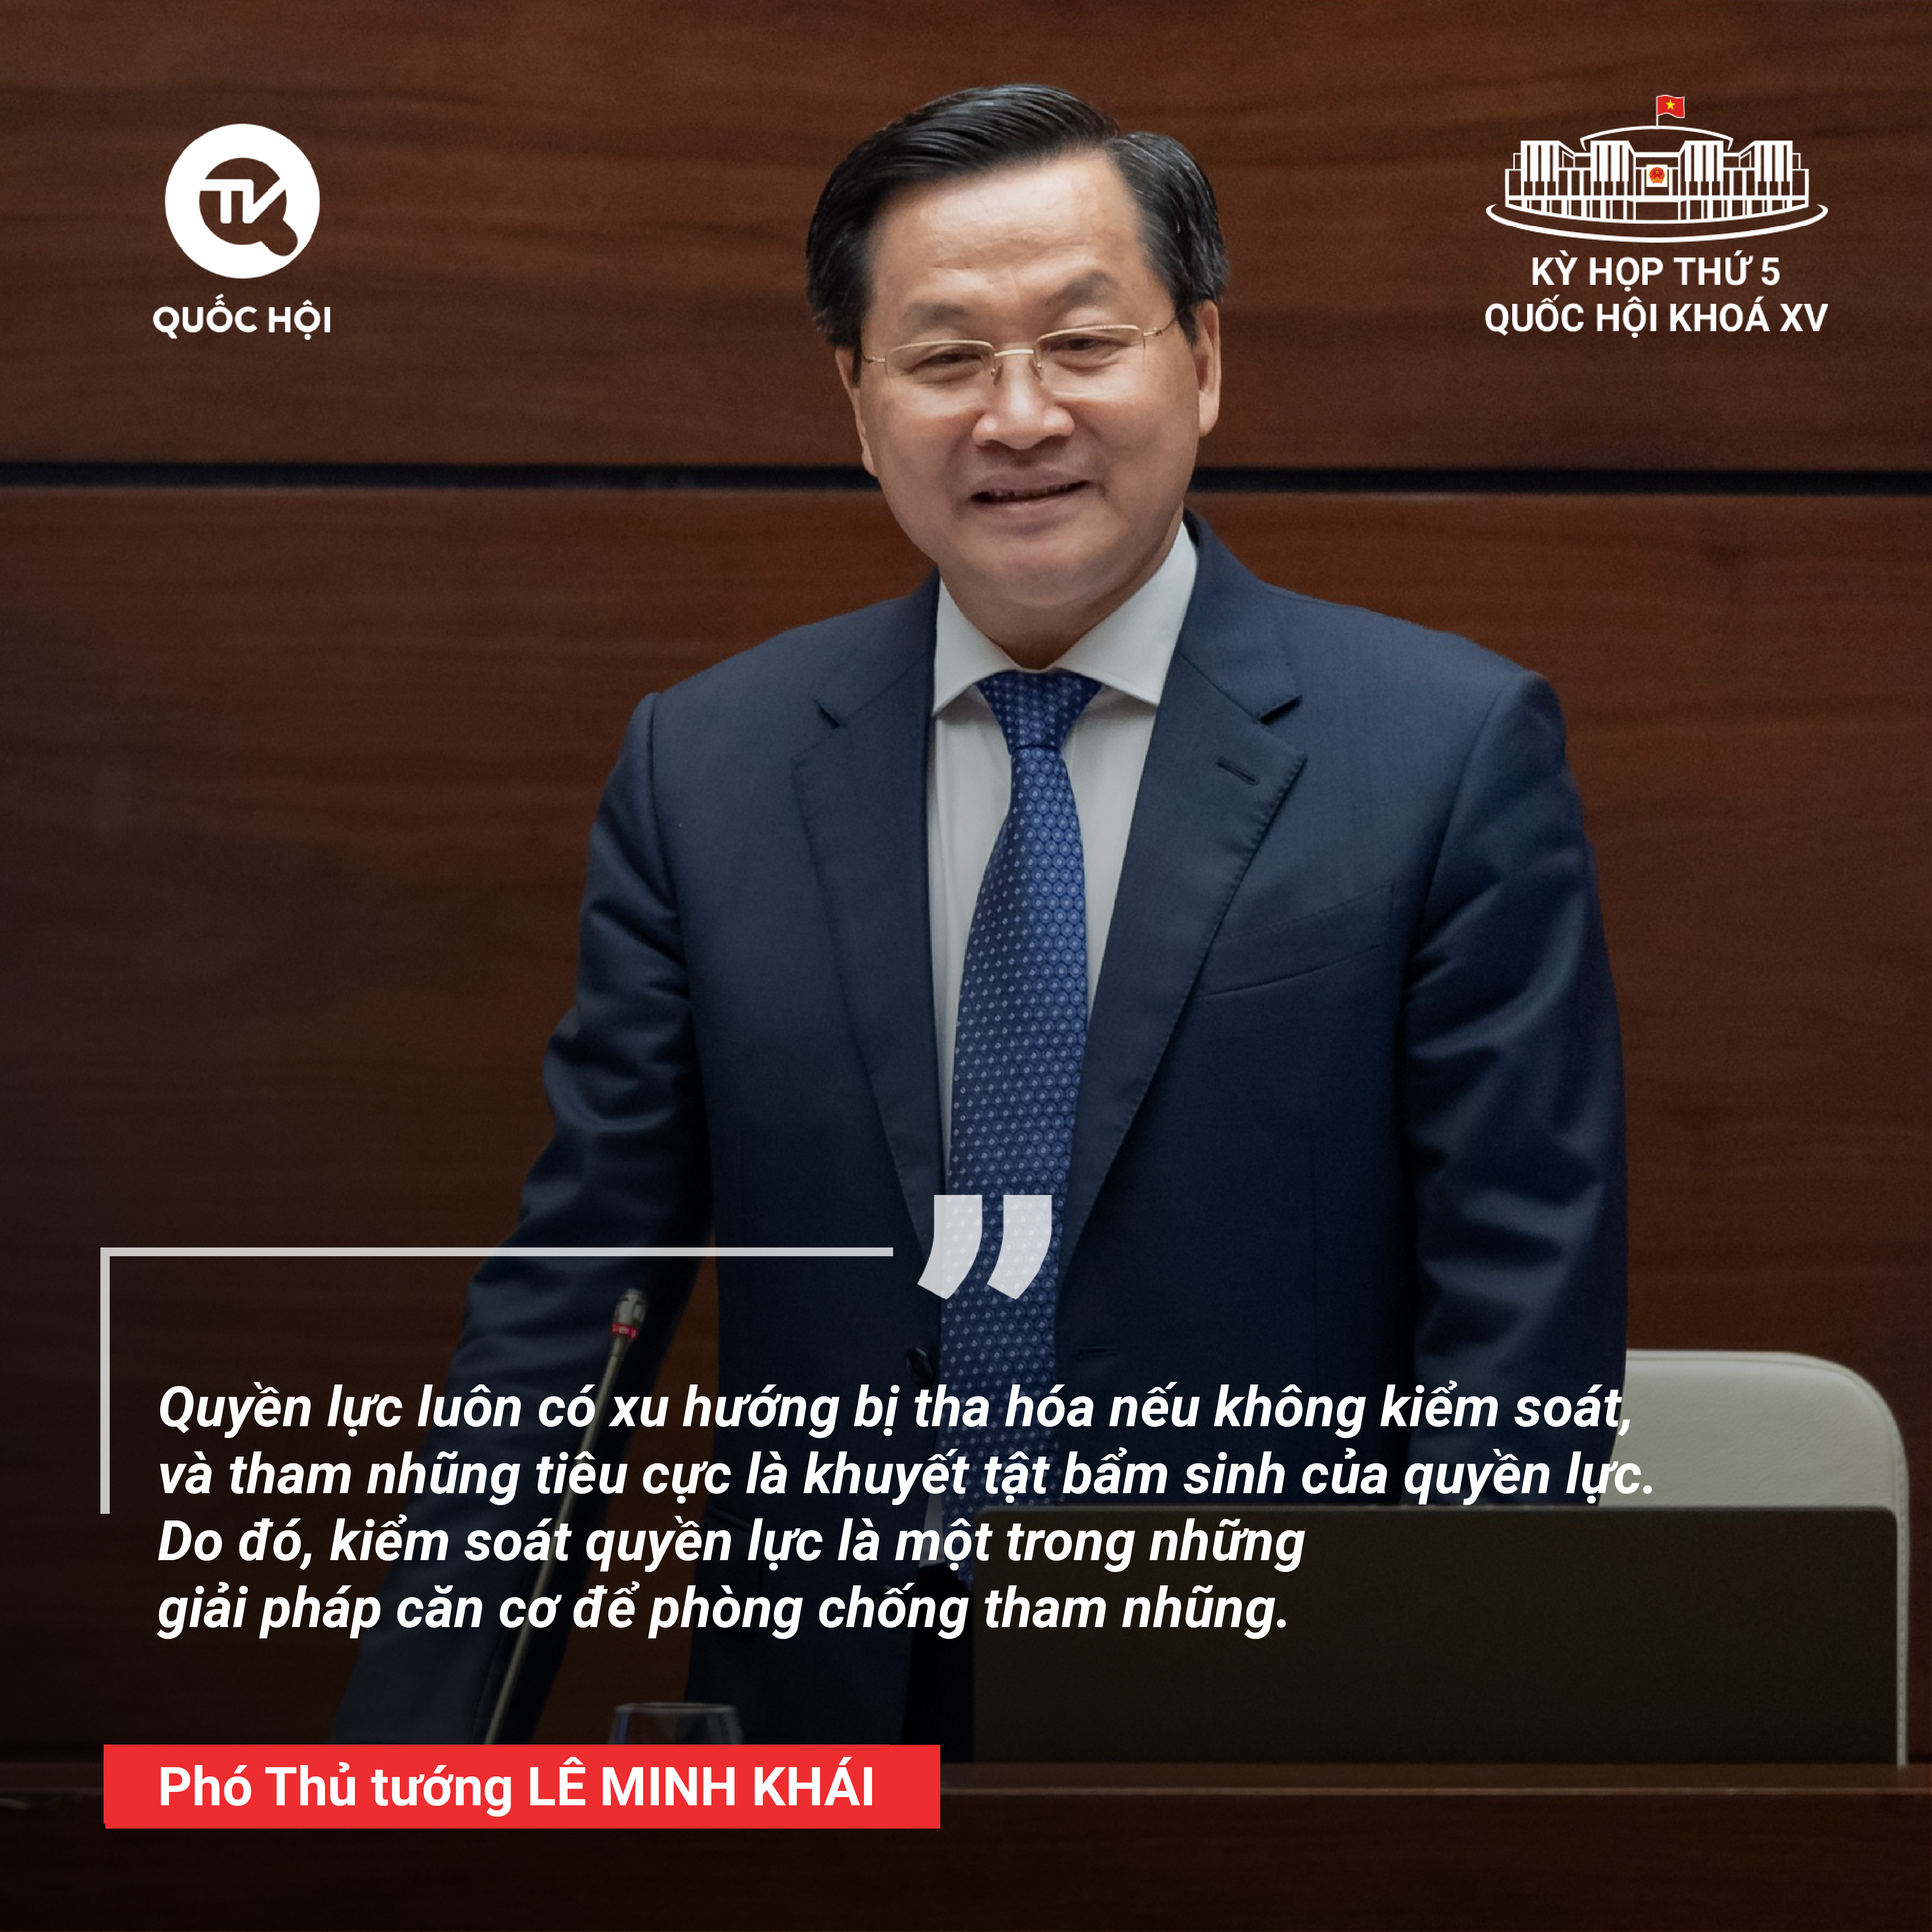 TV
QUỐC HỘI
KỲ HỌP THỨ 5
QUỐC HỘI KHOÁ XV
”
Quyền lực luôn có xu hướng bị tha hóa nếu không kiểm soát,
và tham nhũng tiêu cực là khuyết tật bẩm sinh của quyền lực.
Do đó, kiểm soát quyền lực là một trong những
giải pháp căn cơ để phòng chống tham nhũng.
Phó Thủ tướng LÊ MINH KHÁI